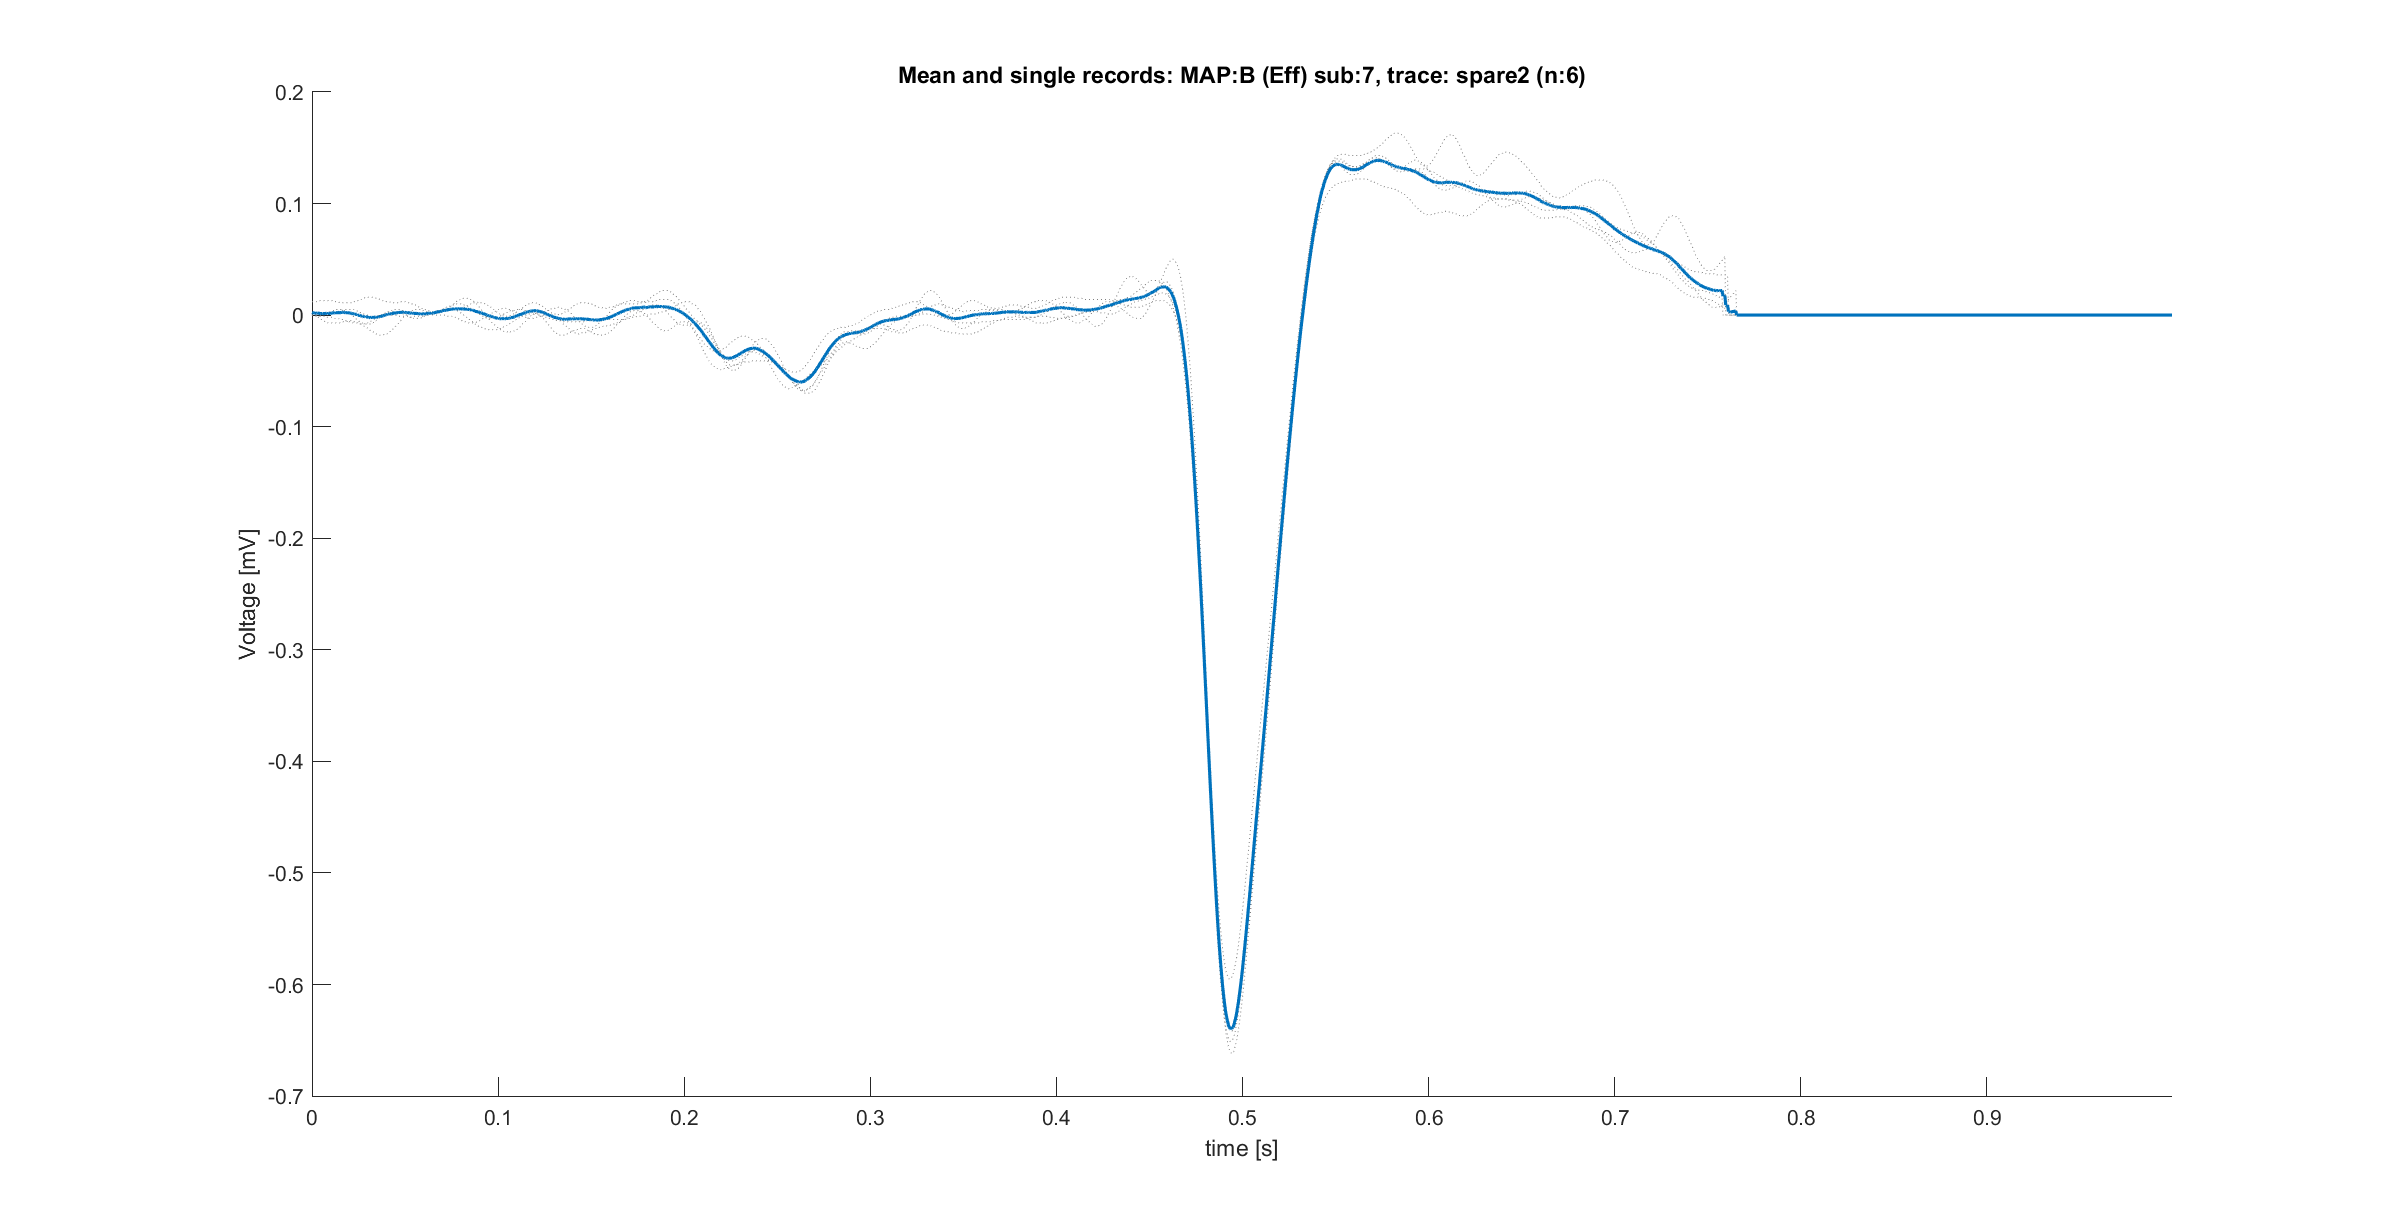 Mean and single records: MAP:B (Eff) sub:7, trace: spare2 (n:6)
0.2
0.1
0
-0.1
-0.2
-0.3
-0.4
-0.5
-0.6
-0.7
Voltage [mV]
0 0.1 0.2 0.3 0.4 0.5 0.6 0.7 0.8 0.9
time [s]